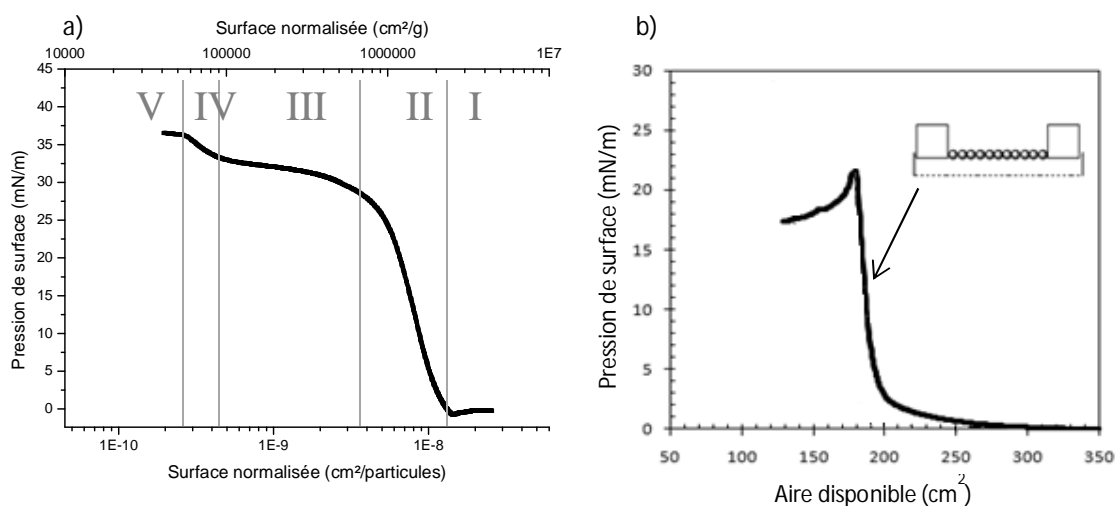 a)
Surface normalisée (cm²/g)
10000 100000 1000000 1E7
45
40
35
30
25
20
15
10
5
0
V IV III II I
Pression de surface (mN/m)
1E-10 1E-9 1E-8
Surface normalisée (cm²/particules)
b)
30
25
20
15
10
5
0
Pression de surface (mN/m)
50 100 150 200 250 300 350
Aire disponible (cm²)